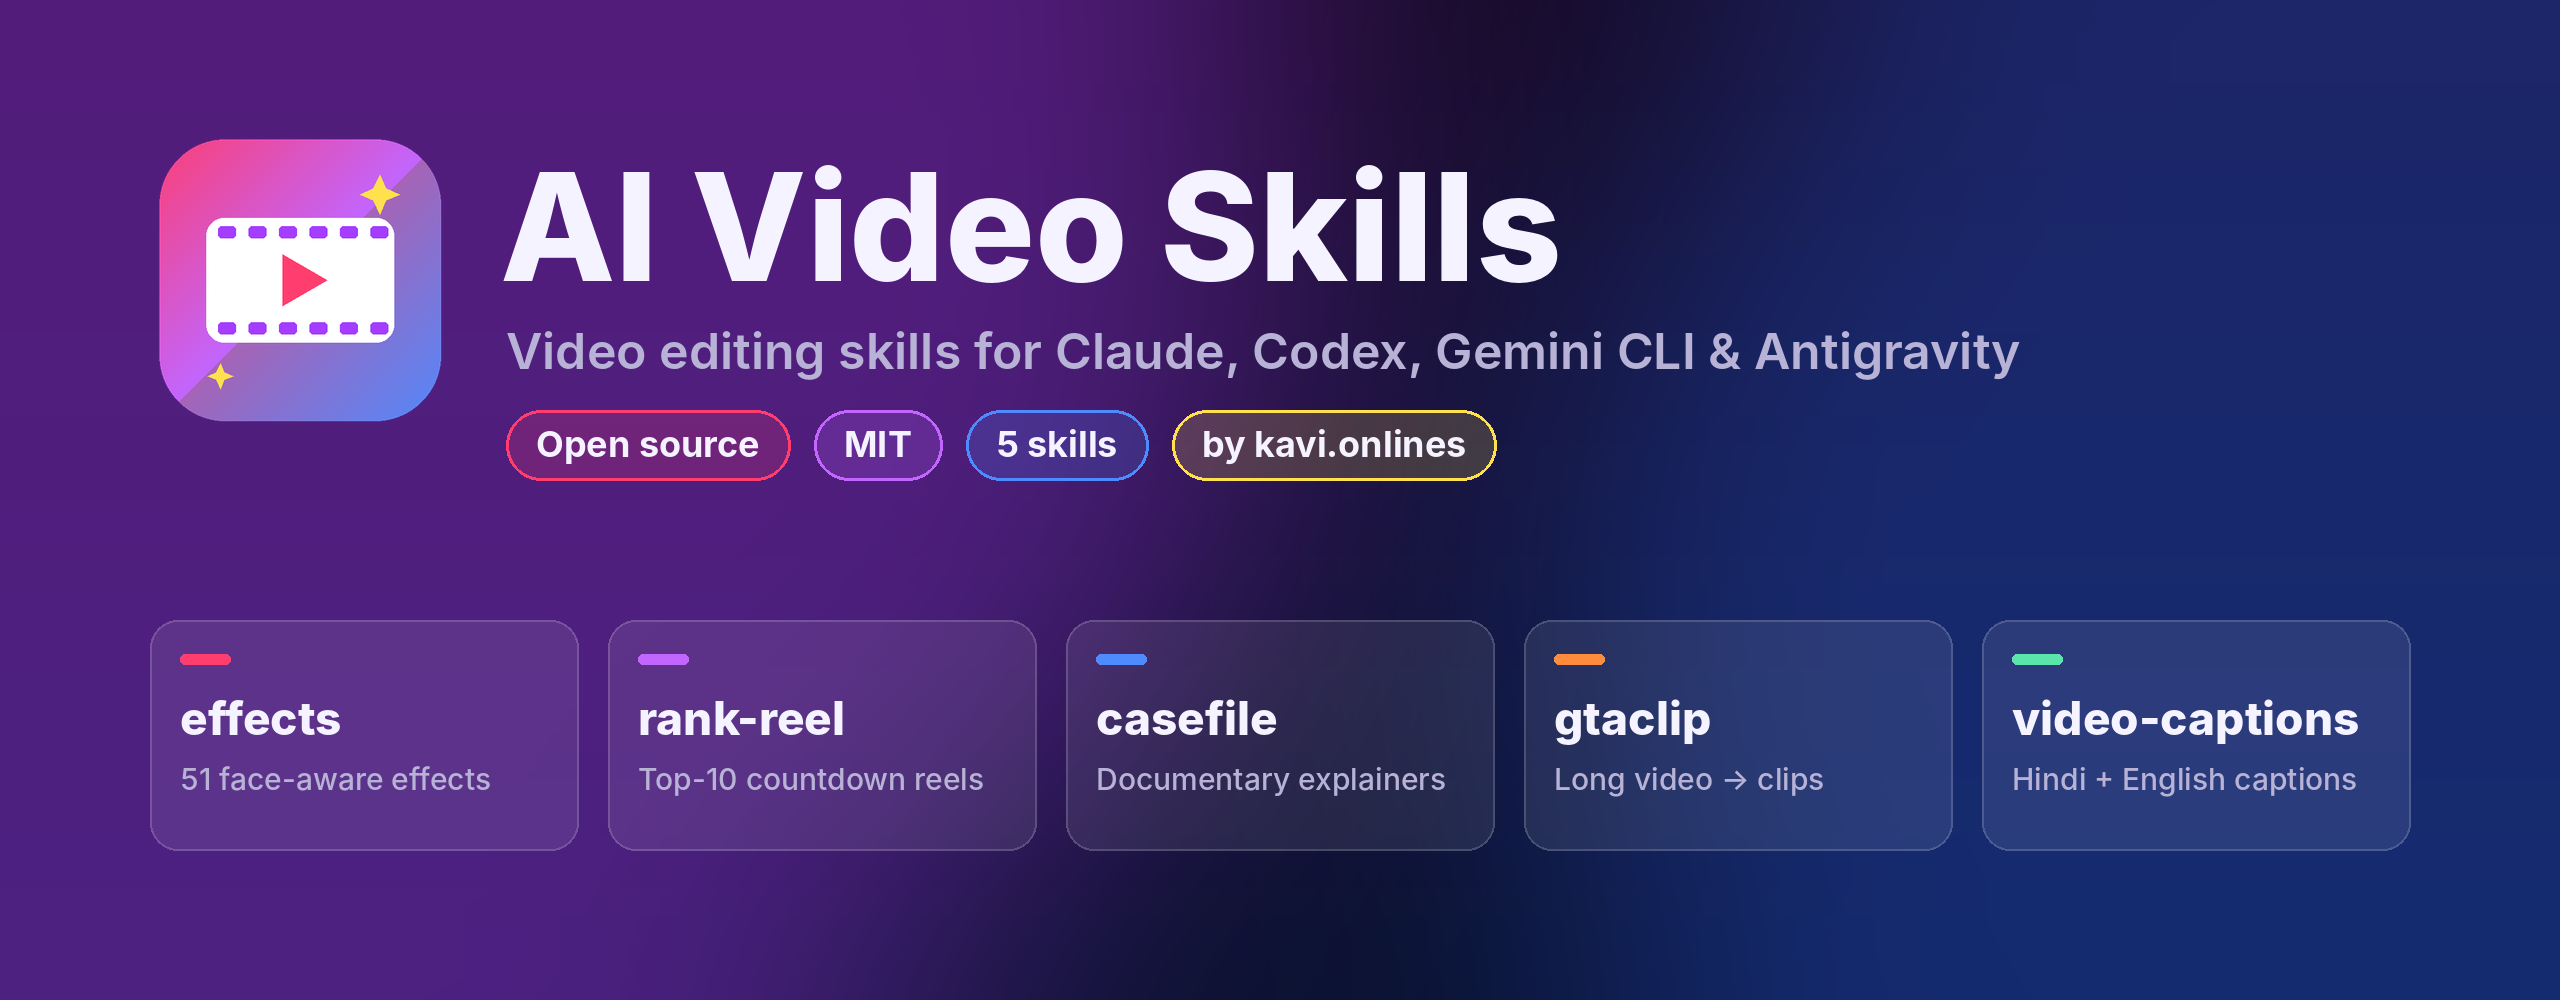 AI Video Skills
Video editing skills for Claude, Codex, Gemini CLI & Antigravity
Open source MIT 5 skills by kavi.onlines
effects
51 face-aware effects
rank-reel
Top-10 countdown reels
casefile
Documentary explainers
gtaclip
Long video → clips
video-captions
Hindi + English captions